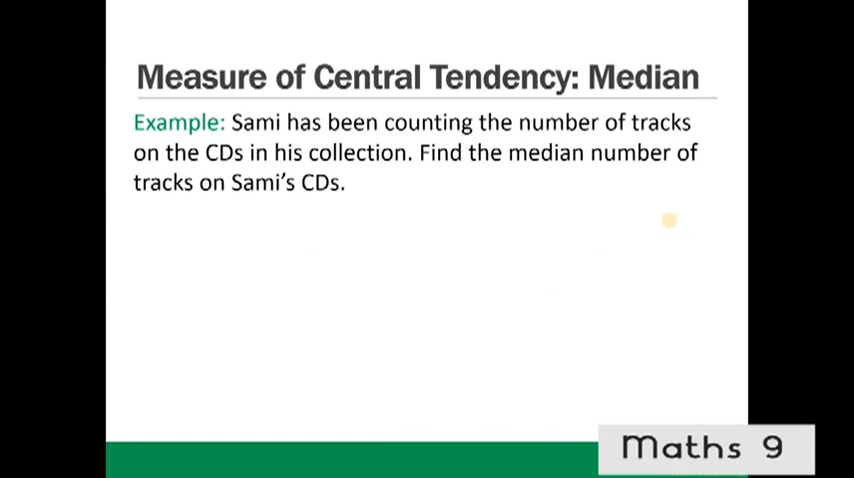 Measure of Central Tendency: Median
Example: Sami has been counting the number of tracks
on the CDs in his collection. Find the median number of
tracks on Sami’s CDs.
Maths 9